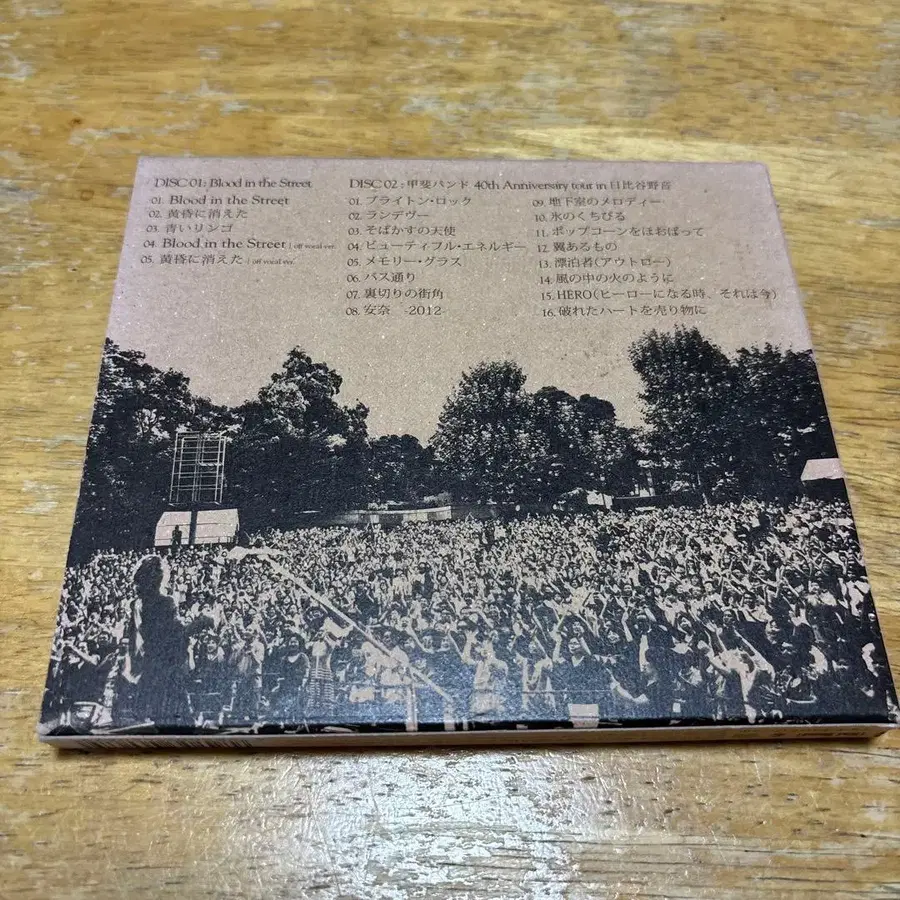 DISC 01: Blood in the Street
01. Blood in the Street
02. 黄昏に消えた
03. 青いリンゴ
04. Blood in the Street | off vocal ver.
05. 黄昏に消えた | off vocal ver.
DISC 02 : 甲斐バンド 40th Anniversary tour in 日比谷野音
01. ブライトン・ロック
02. ランデヴー
03. そばかすの天使
04. ビューティフル・エネルギー
05. メモリー・グラス
06. バス通り
07. 裏切りの街角
08. 安奈 -2012-
09. 地下室のメロディー
10. 氷のくちびる
11. ポップコーンをほおばって
12. 翼あるもの
13. 漂泊者(アウトロー)
14. 風の中の火のように
15. HERO(ヒーローになる時、それは今)
16. 破れたハートを売り物に